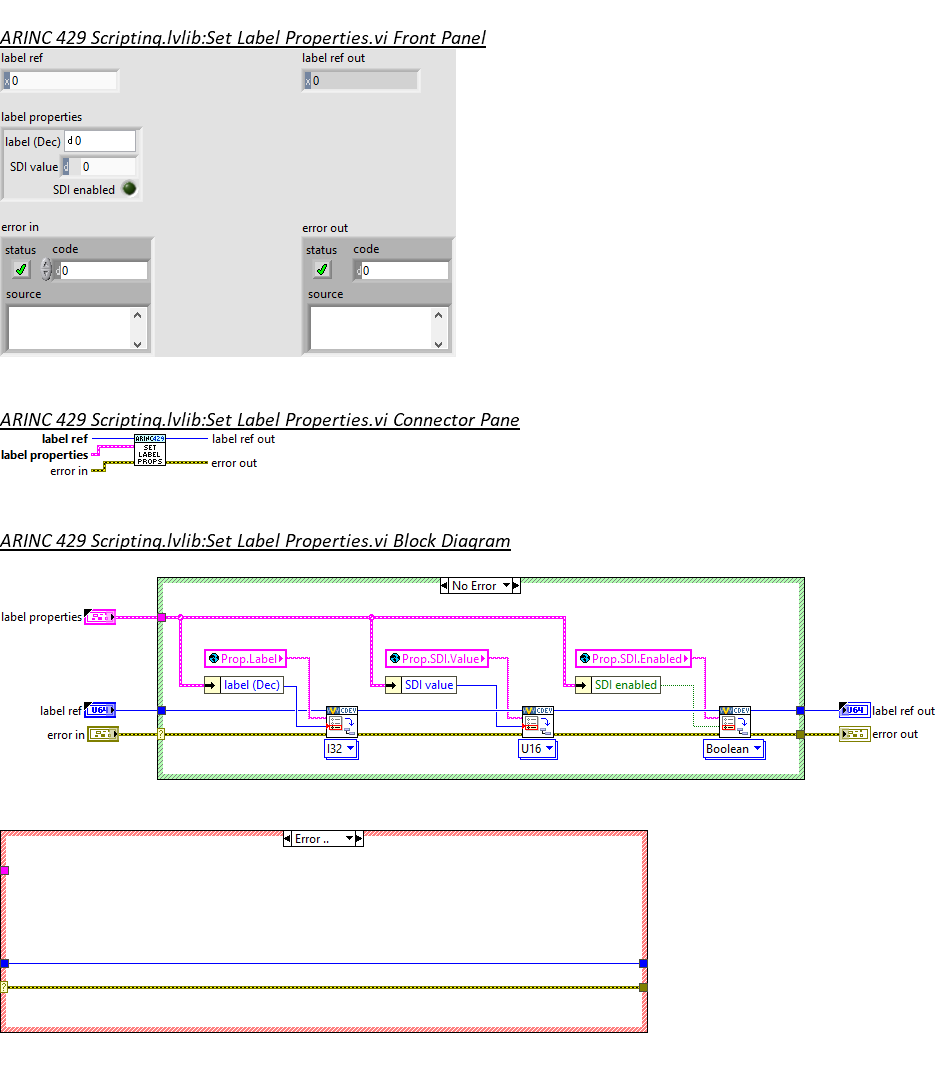 ARINC 429 Scripting.lvlib:Set Label Properties.vi Front Panel
label ref
label ref out
x 0
x 0
label properties
label (Dec) d 0
SDI value d 0
SDI enabled
error in
error out
status code
status code
d 0
d 0
source
source
ARINC 429 Scripting.lvlib:Set Label Properties.vi Connector Pane
label ref
label properties
error in
ARINC429
SET
LABEL
PROPS
label ref out
error out
ARINC 429 Scripting.lvlib:Set Label Properties.vi Block Diagram
No Error
label properties
Prop.Label
Prop.SDI.Value
Prop.SDI.Enabled
label (Dec)
SDI value
SDI enabled
label ref U64
CDEV
CDEV
CDEV
U64 label ref out
error in
?
error out
I32
U16
Boolean
Error ..
?